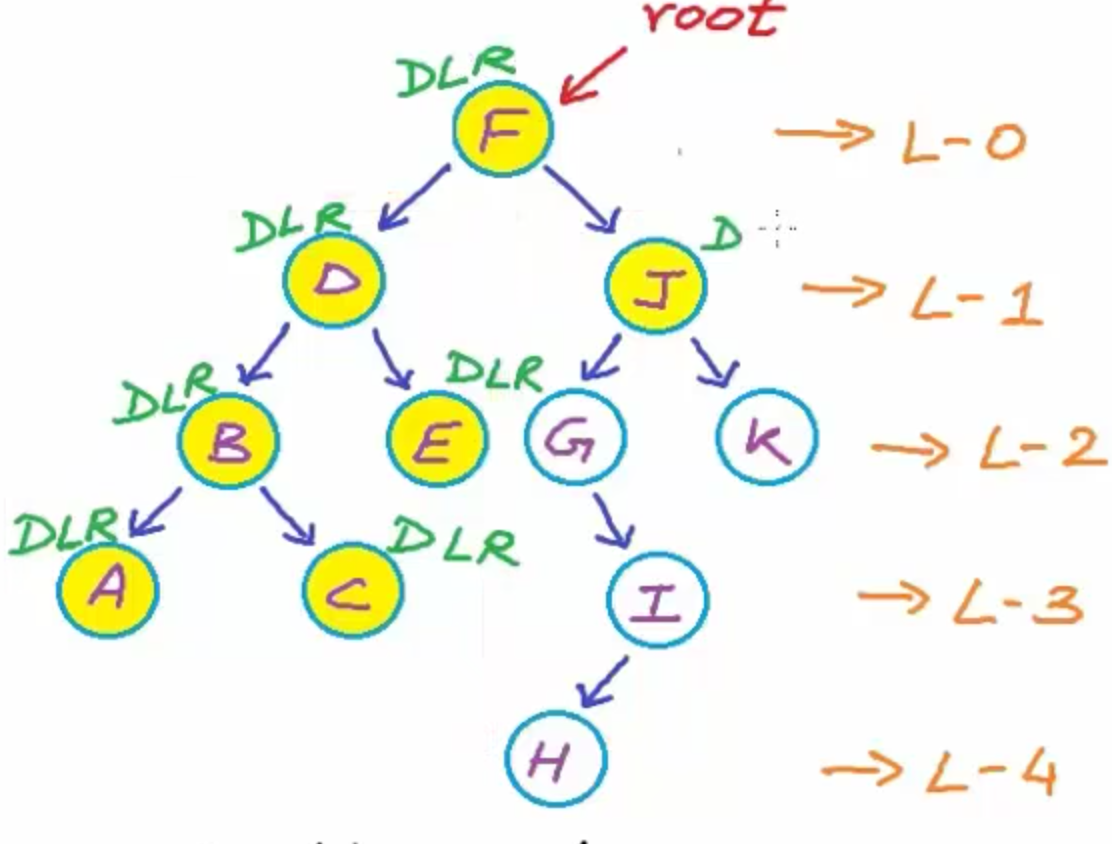 root
DLR
F
→ L-0
DLR
D
J
D
→ L-1
DLR
B
E
DLR
G
K
→ L-2
DLR
A
C
DLR
I
→ L-3
H
→ L-4